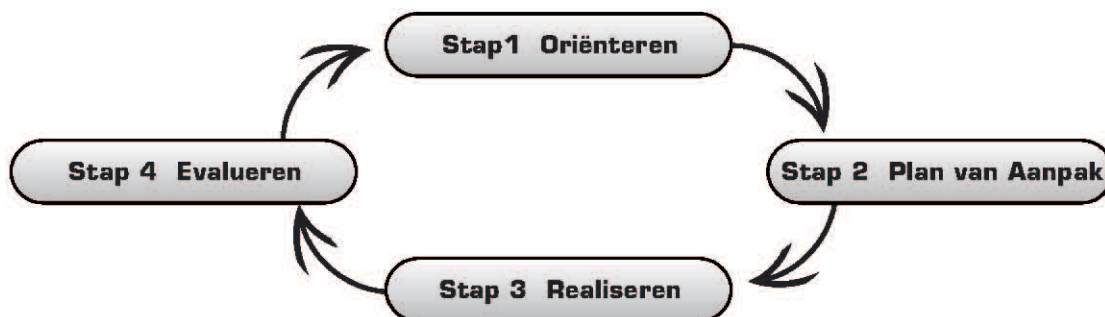 Stap1 Oriënteren
Stap 2 Plan van Aanpak
Stap 3 Realiseren
Stap 4 Evalueren